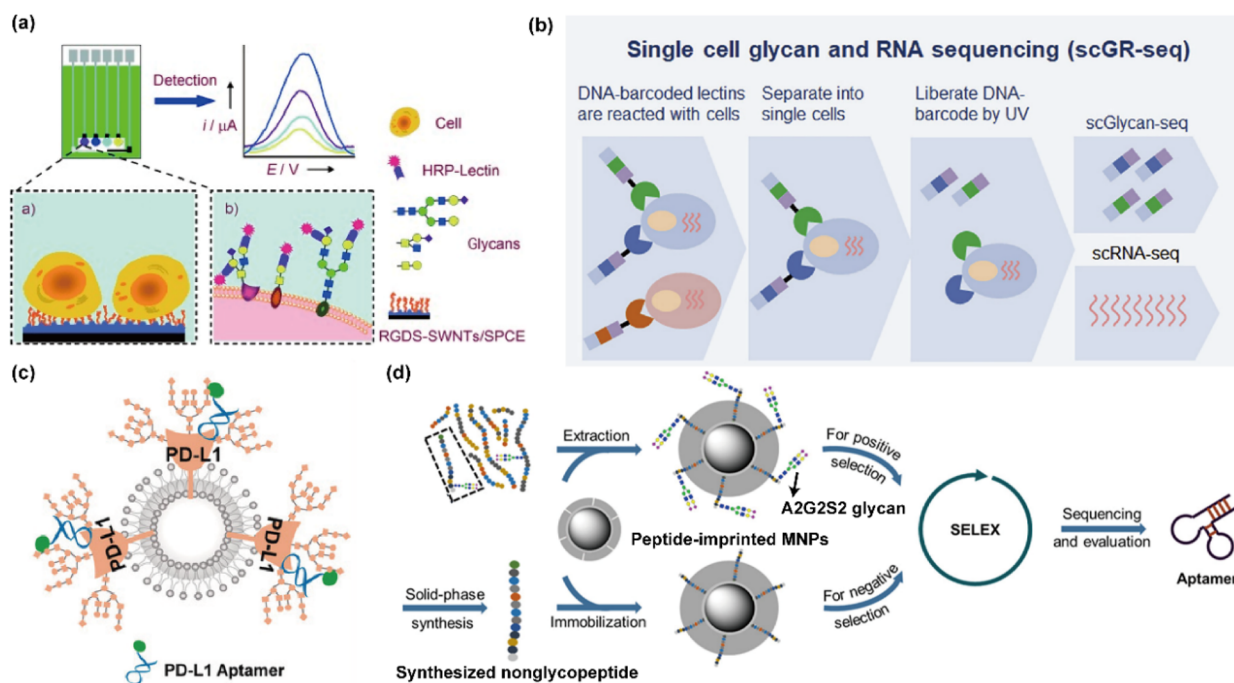 (a)
Detection
i / μA
E / V
Cell
HRP-Lectin
Glycans
RGDS-SWNTs/SPCE
a)
b)
(b)
Single cell glycan and RNA sequencing (scGR-seq)
DNA-barcoded lectins
are reacted with cells
Separate into
single cells
Liberate DNA-
barcode by UV
scGlycan-seq
scRNA-seq
(c)
PD-L1
PD-L1
PD-L1
PD-L1 Aptamer
(d)
Extraction
For positive
selection
A2G2S2 glycan
Peptide-imprinted MNPs
SELEX
Sequencing
and evaluation
Aptamer
Solid-phase
synthesis
Immobilization
For negative
selection
Synthesized nonglycopeptide